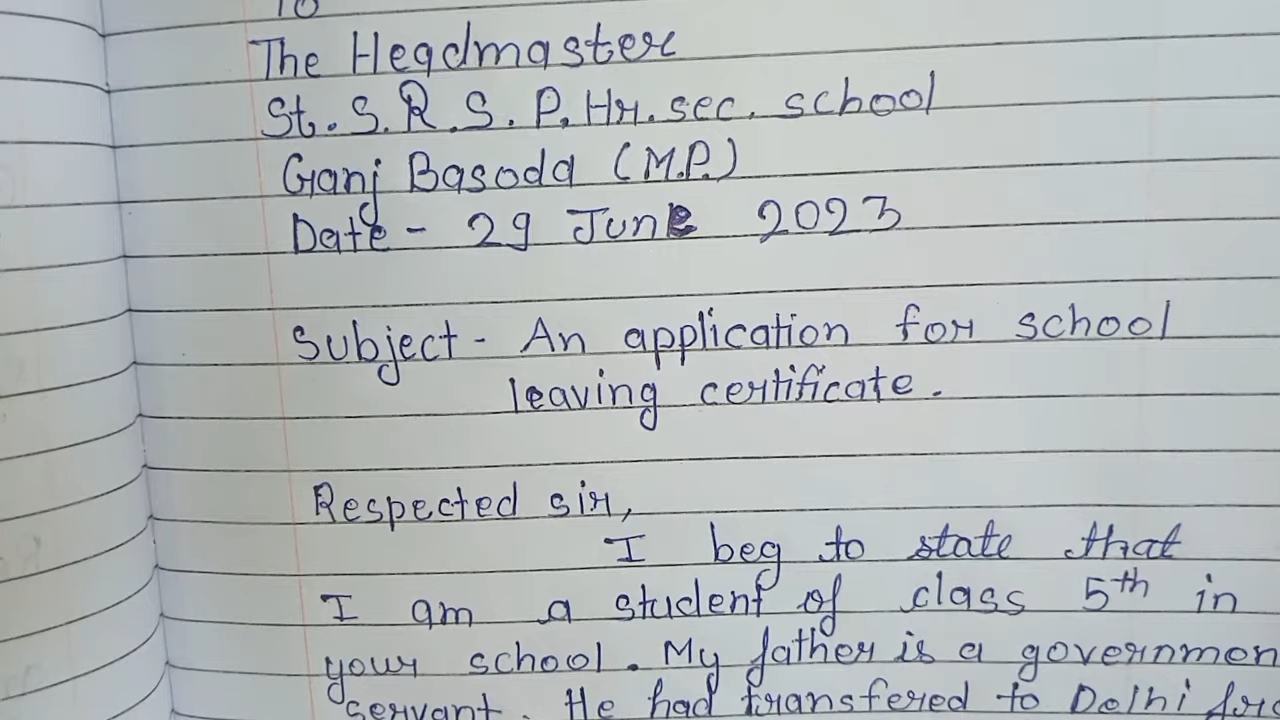 To
The Headmaster
St. S. R. S. P. Hr. sec. school
Ganj Basoda (M.P.)
Date - 29 June 2023
Subject - An application for school
leaving certificate.
Respected sir,
I beg to state that
I am a student of class 5th in
your school. My father is a governmen
servant. He had transfered to Delhi